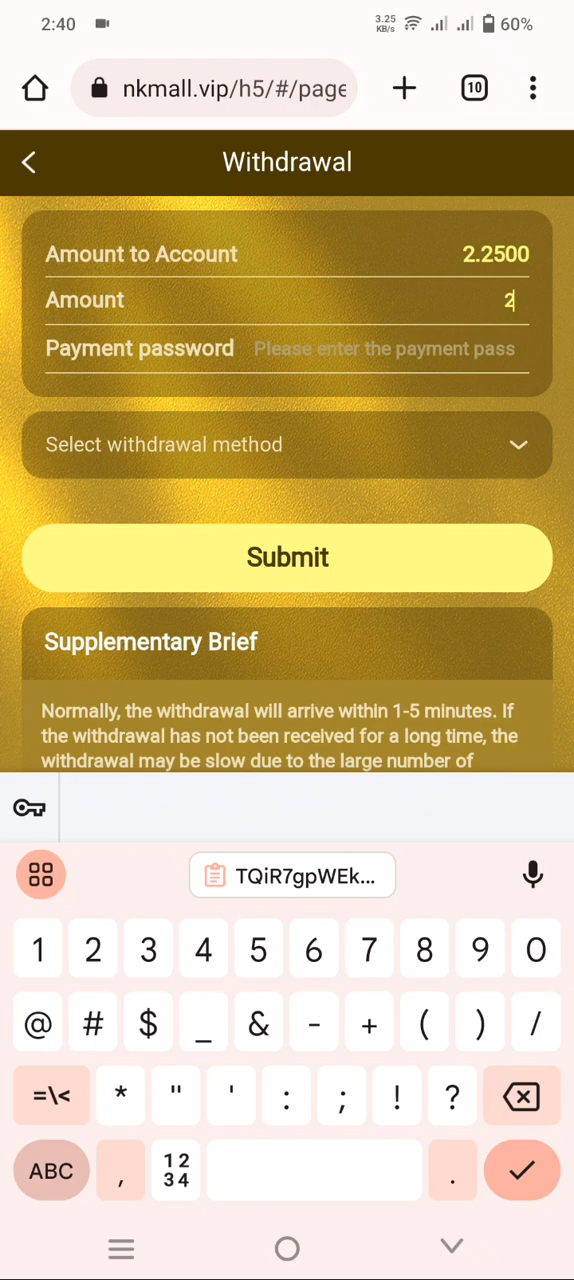 2:40 3.25 KB/s 60%
nkmall.vip/h5/#/page 10
Withdrawal
Amount to Account 2.2500
Amount 2
Payment password Please enter the payment pass
Select withdrawal method
Submit
Supplementary Brief
Normally, the withdrawal will arrive within 1-5 minutes. If
the withdrawal has not been received for a long time, the
withdrawal may be slow due to the large number of
TQiR7gpWEk...
1 2 3 4 5 6 7 8 9 0
@ # $ _ & - + ( ) /
=\< * " ' : ; ! ?
ABC , 1 2 3 4 .